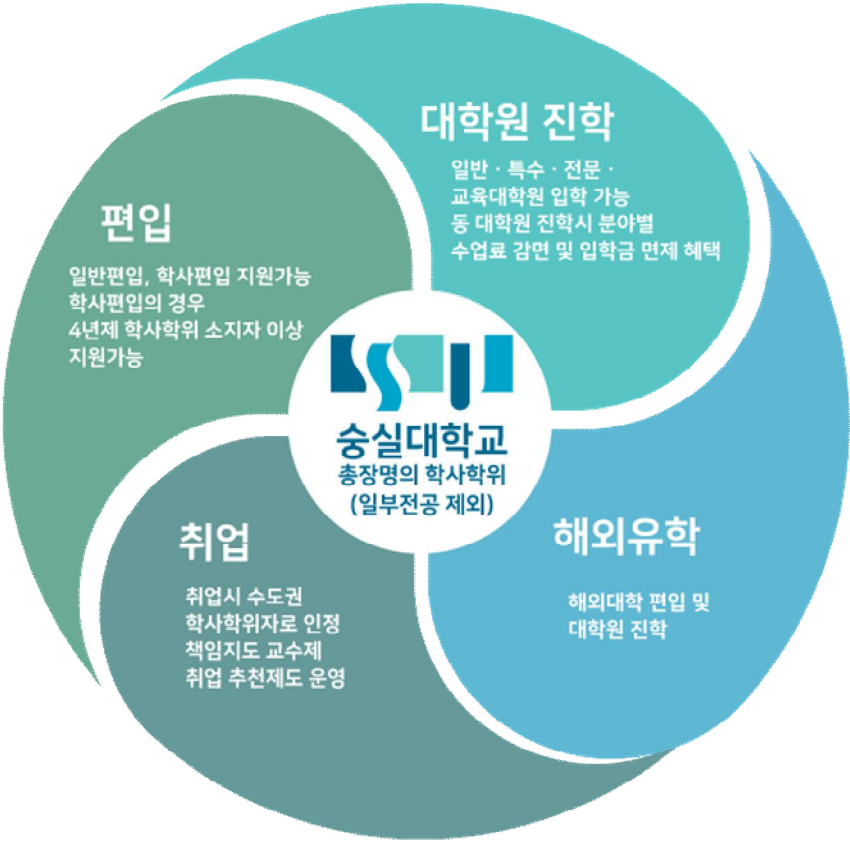 대학원 진학
일반 · 특수 · 전문 ·
교육대학원 입학 가능
동 대학원 진학시 분야별
수업료 감면 및 입학금 면제 혜택
편입
일반편입, 학사편입 지원가능
학사편입의 경우
4년제 학사학위 소지자 이상
지원가능
숭실대학교
총장명의 학사학위
(일부전공 제외)
취업
취업시 수도권
학사학위자로 인정
책임지도 교수제
취업 추천제도 운영
해외유학
해외대학 편입 및
대학원 진학